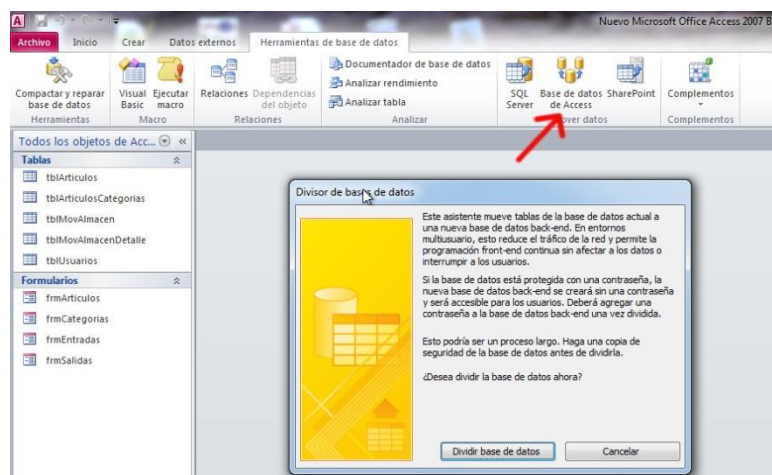 Nuevo Microsoft Office Access 2007 B
Archivo Inicio Crear Datos externos Herramientas de base de datos
Compactar y reparar
base de datos
Visual
Basic
Ejecutar
macro
Relaciones
Dependencias
del objeto
Documentador de base de datos
Analizar rendimiento
Analizar tabla
SQL
Server
Base de datos
de Access
SharePoint
Complementos
Herramientas Macro Relaciones Analizar over datos Complementos
Todos los objetos de Acc...
Tablas
tblArticulos
tblArticulosCategorias
tblMovAlmacen
tblMovAlmacenDetalle
tblUsuarios
Formularios
frmArticulos
frmCategorias
frmEntradas
frmSalidas
Divisor de bases de datos
Este asistente mueve tablas de la base de datos actual a
una nueva base de datos back-end. En entornos
multiusuario, esto reduce el tráfico de la red y permite la
programación front-end continua sin afectar a los datos o
interrumpir a los usuarios.
Si la base de datos está protegida con una contraseña, la
nueva base de datos back-end se creará sin una contraseña
y será accesible para los usuarios. Deberá agregar una
contraseña a la base de datos back-end una vez dividida.
Esto podría ser un proceso largo. Haga una copia de
seguridad de la base de datos antes de dividirla.
¿Desea dividir la base de datos ahora?
Dividir base de datos Cancelar